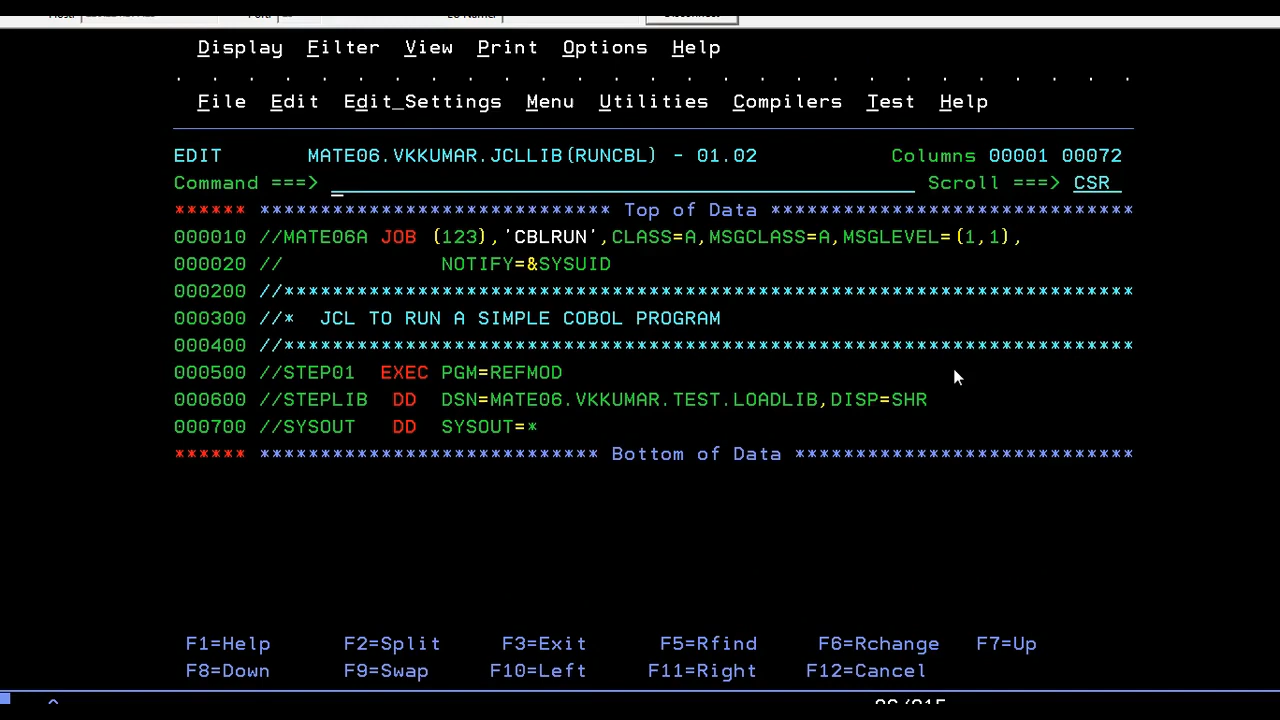 Display Filter View Print Options Help
. . . . . . . . . . . . . . . . . . . . . . . . . . .
File Edit Edit_Settings Menu Utilities Compilers Test Help
EDIT MATE06.VKKUMAR.JCLLIB(RUNCBL) - 01.02 Columns 00001 00072
Command ===> Scroll ===> CSR
****** ***************************** Top of Data ******************************
000010 //MATE06A JOB (123),'CBLRUN',CLASS=A,MSGCLASS=A,MSGLEVEL=(1,1),
000020 // NOTIFY=&SYSUID
000200 //**********************************************************************
000300 //* JCL TO RUN A SIMPLE COBOL PROGRAM
000400 //**********************************************************************
000500 //STEP01 EXEC PGM=REFMOD
000600 //STEPLIB DD DSN=MATE06.VKKUMAR.TEST.LOADLIB,DISP=SHR
000700 //SYSOUT DD SYSOUT=*
****** **************************** Bottom of Data ****************************
F1=Help F2=Split F3=Exit F5=Rfind F6=Rchange F7=Up
F8=Down F9=Swap F10=Left F11=Right F12=Cancel